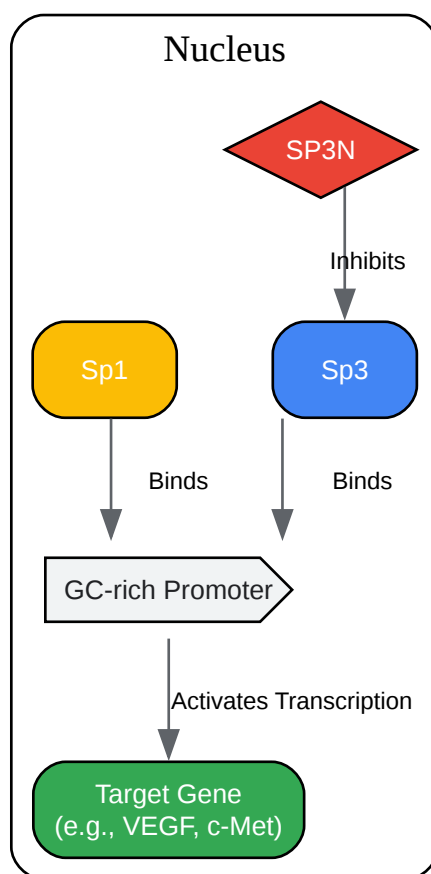 Nucleus
SP3N
Inhibits
Sp1
Sp3
Binds
Binds
GC-rich Promoter
Activates Transcription
Target Gene
(e.g., VEGF, c-Met)